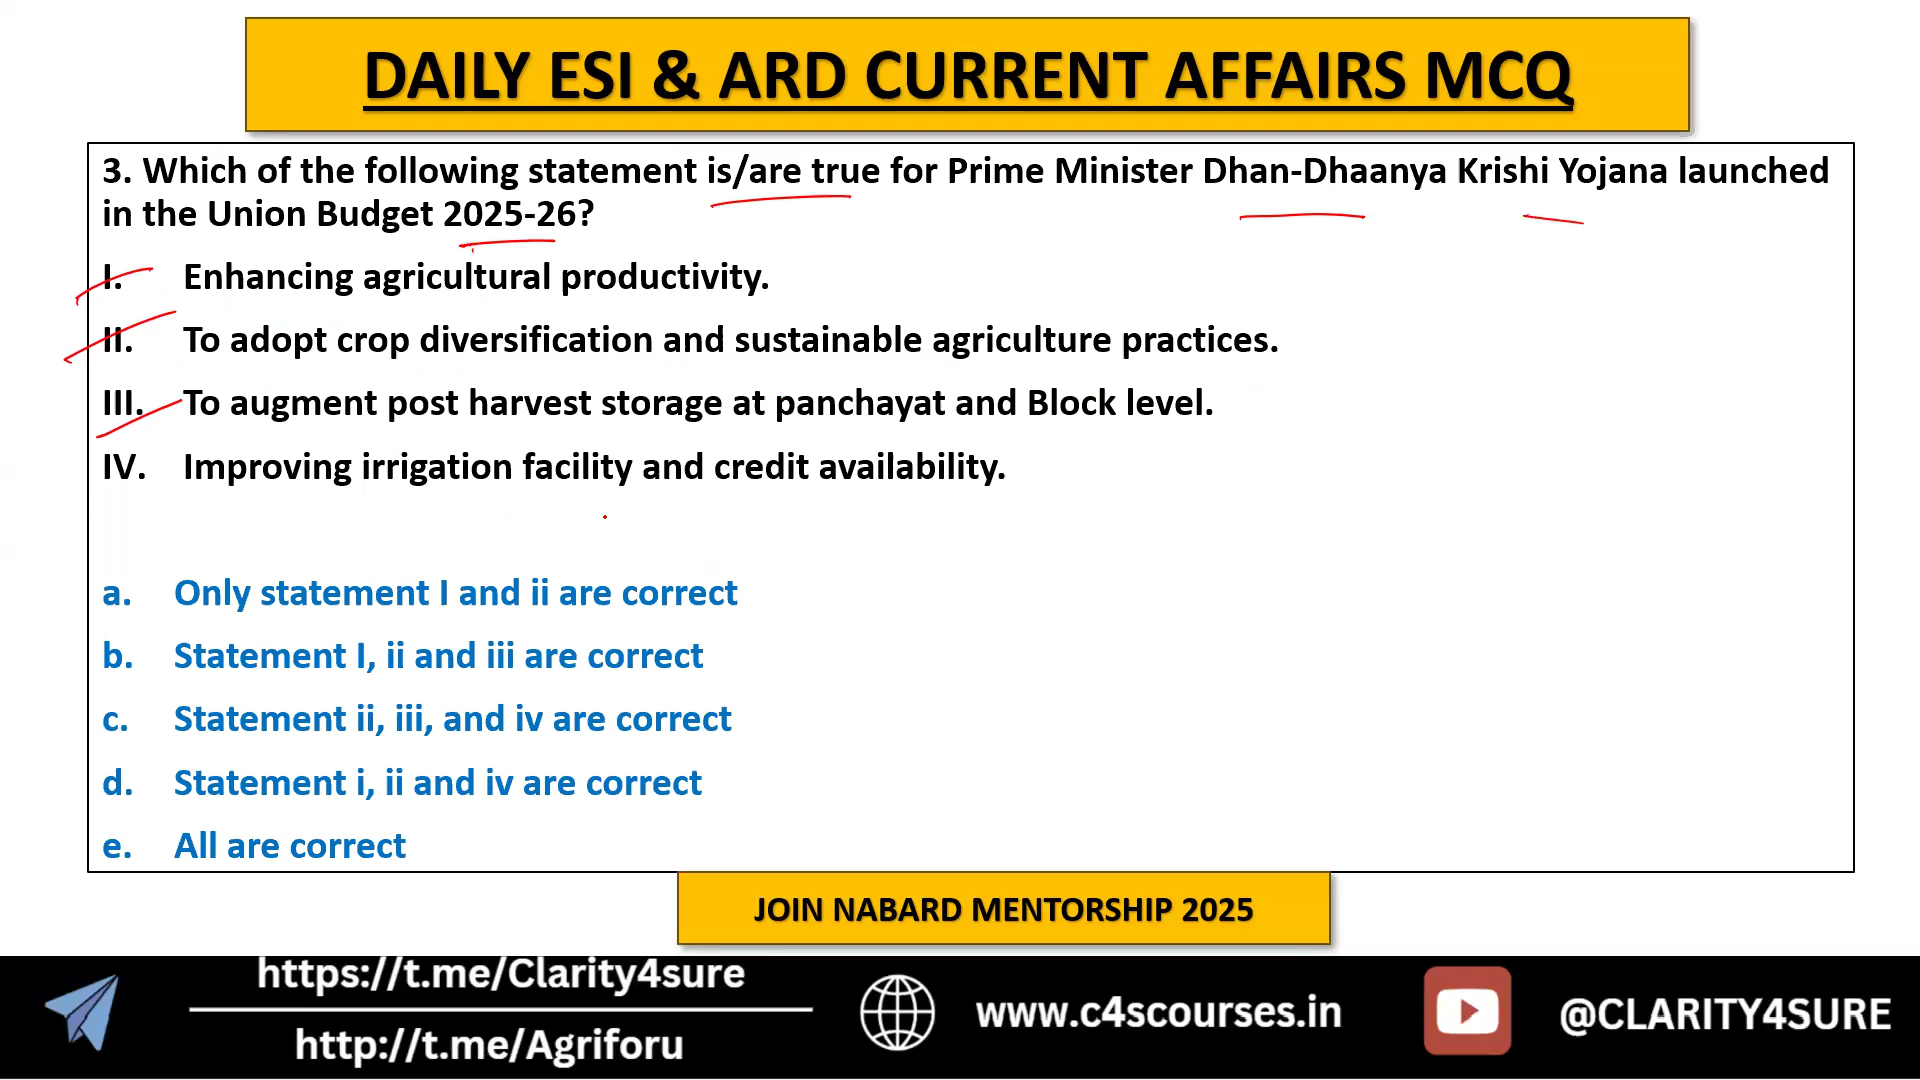 DAILY ESI & ARD CURRENT AFFAIRS MCQ
3. Which of the following statement is/are true for Prime Minister Dhan-Dhaanya Krishi Yojana launched
in the Union Budget 2025-26?
I. Enhancing agricultural productivity.
II. To adopt crop diversification and sustainable agriculture practices.
III. To augment post harvest storage at panchayat and Block level.
IV. Improving irrigation facility and credit availability.
a. Only statement I and ii are correct
b. Statement I, ii and iii are correct
c. Statement ii, iii, and iv are correct
d. Statement i, ii and iv are correct
e. All are correct
JOIN NABARD MENTORSHIP 2025
https://t.me/Clarity4sure
http://t.me/Agriforu
www.c4scourses.in
@CLARITY4SURE